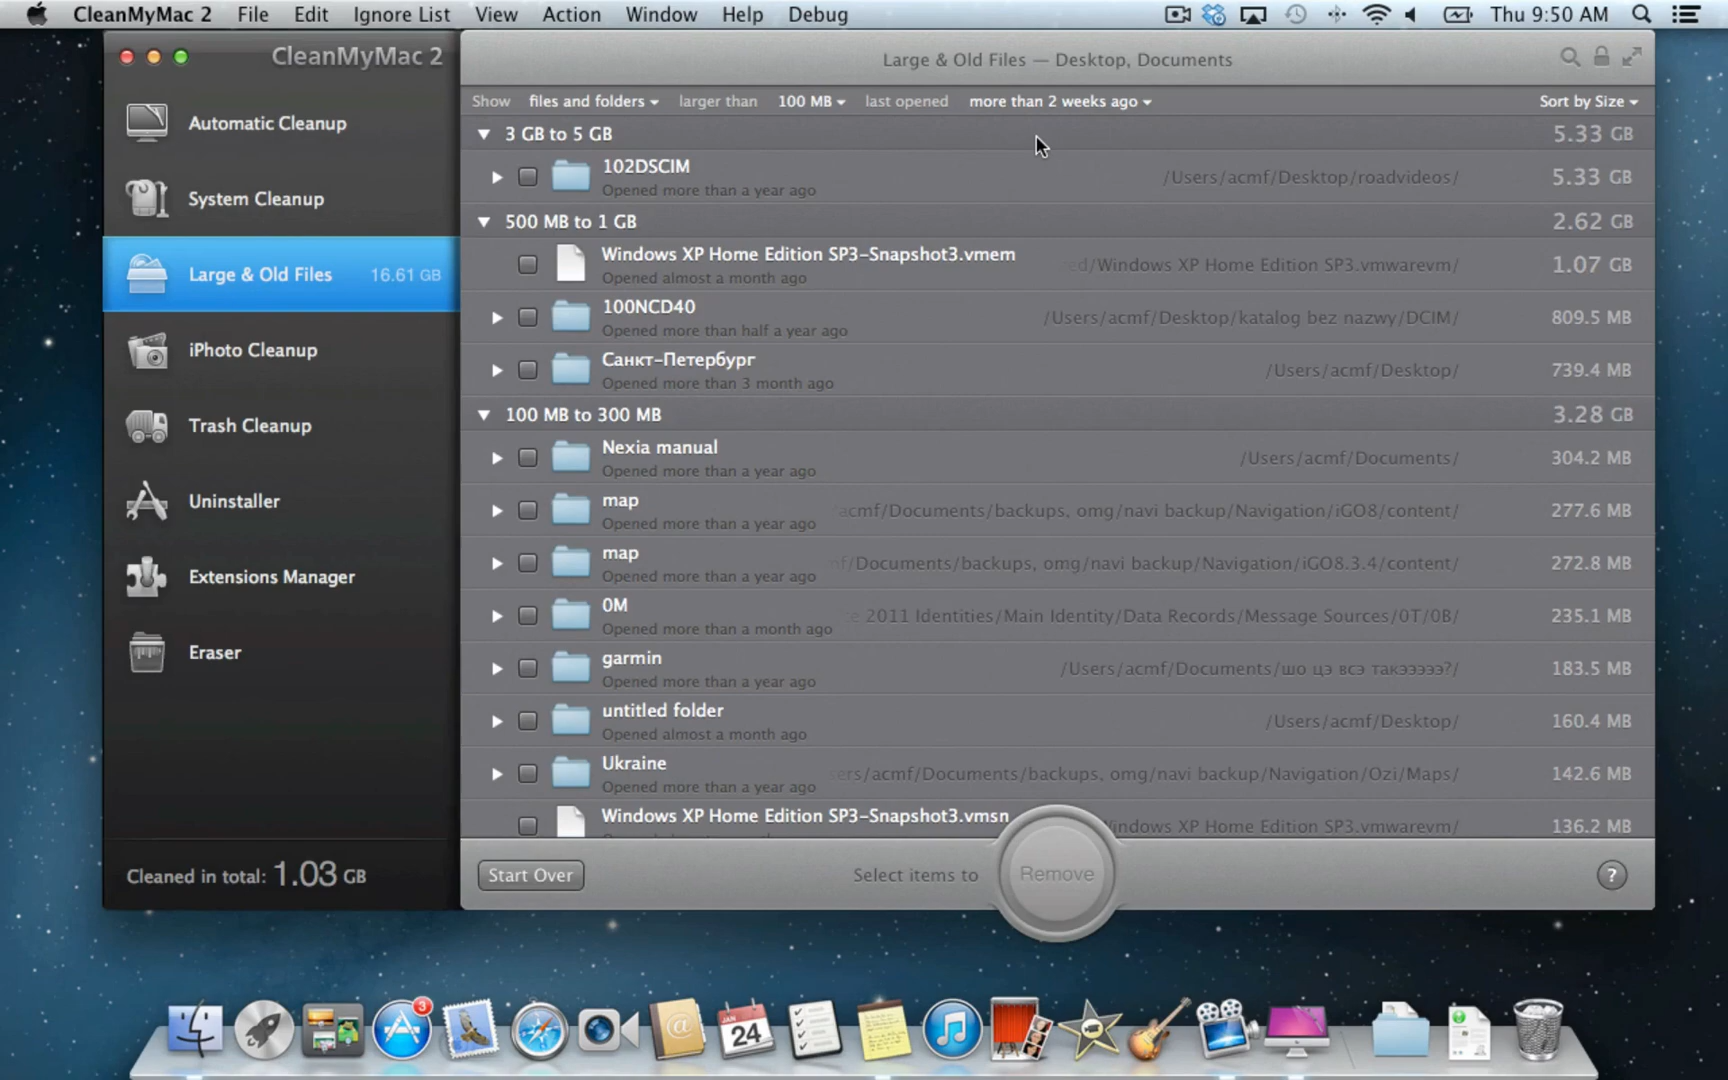 CleanMyMac 2 File Edit Ignore List View Action Window Help Debug Thu 9:50 AM
CleanMyMac 2
Large & Old Files — Desktop, Documents
Show files and folders larger than 100 MB last opened more than 2 weeks ago Sort by Size
Automatic Cleanup
System Cleanup
Large & Old Files 16.61 GB
iPhoto Cleanup
Trash Cleanup
Uninstaller
Extensions Manager
Eraser
Cleaned in total: 1.03 GB
3 GB to 5 GB 5.33 GB
102DSCIM
Opened more than a year ago
/Users/acmf/Desktop/roadvideos/ 5.33 GB
500 MB to 1 GB 2.62 GB
Windows XP Home Edition SP3-Snapshot3.vmem
Opened almost a month ago
ed/Windows XP Home Edition SP3.vmwarevm/ 1.07 GB
100NCD40
Opened more than half a year ago
/Users/acmf/Desktop/katalog bez nazwy/DCIM/ 809.5 MB
Санкт-Петербург
Opened more than 3 month ago
/Users/acmf/Desktop/ 739.4 MB
100 MB to 300 MB 3.28 GB
Nexia manual
Opened more than a year ago
/Users/acmf/Documents/ 304.2 MB
map
Opened more than a year ago
acmf/Documents/backups, omg/navi backup/Navigation/iGO8/content/ 277.6 MB
map
Opened more than a year ago
/Documents/backups, omg/navi backup/Navigation/iGO8.3.4/content/ 272.8 MB
0M
Opened more than a month ago
2011 Identities/Main Identity/Data Records/Message Sources/0T/0B/ 235.1 MB
garmin
Opened more than a year ago
/Users/acmf/Documents/шо цэ всэ такэээээ?/ 183.5 MB
untitled folder
Opened almost a month ago
/Users/acmf/Desktop/ 160.4 MB
Ukraine
Opened more than a year ago
ers/acmf/Documents/backups, omg/navi backup/Navigation/Ozi/Maps/ 142.6 MB
Windows XP Home Edition SP3-Snapshot3.vmsn
Windows XP Home Edition SP3.vmwarevm/ 136.2 MB
Start Over Select items to Remove ?
3
JAN
24